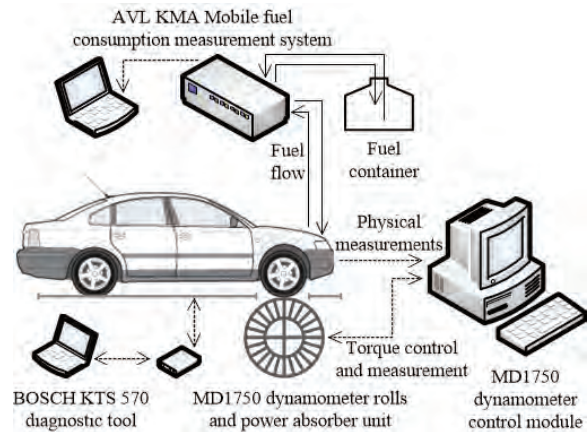 AVL KMA Mobile fuel
consumption measurement system
Fuel
flow
Fuel
container
Physical
measurements
Torque control
and measurement
BOSCH KTS 570
diagnostic tool
MD1750 dynamometer rolls
and power absorber unit
MD1750
dynamometer
control module